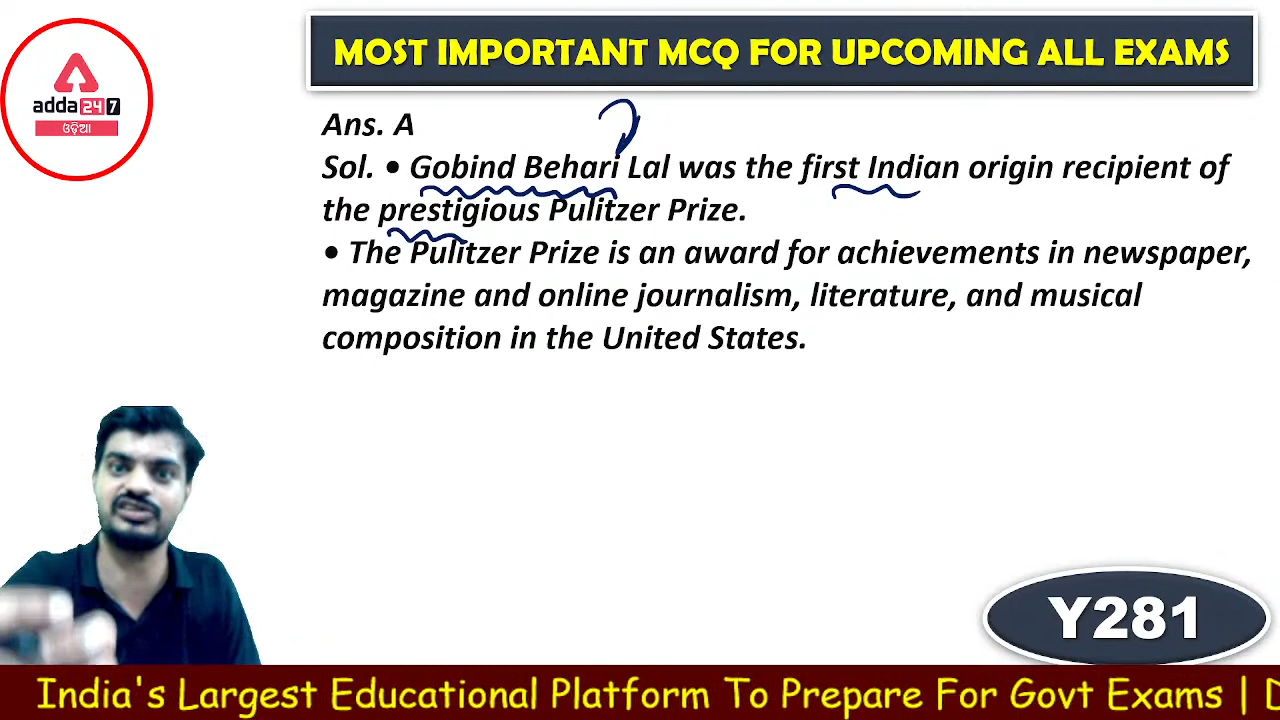 MOST IMPORTANT MCQ FOR UPCOMING ALL EXAMS
adda 24 7
ଓଡ଼ିଆ
Ans. A
Sol. • Gobind Behari Lal was the first Indian origin recipient of
the prestigious Pulitzer Prize.
• The Pulitzer Prize is an award for achievements in newspaper,
magazine and online journalism, literature, and musical
composition in the United States.
Y281
India's Largest Educational Platform To Prepare For Govt Exams |